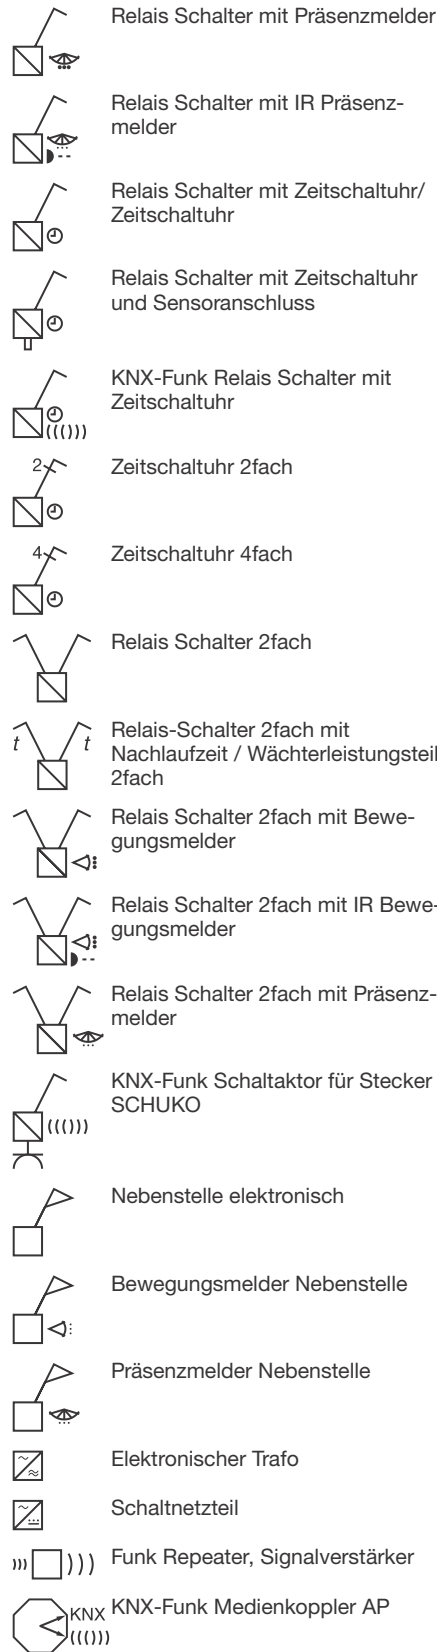 Relais Schalter mit Präsenzmelder
Relais Schalter mit IR Präsenz-
melder
Relais Schalter mit Zeitschaltuhr/
Zeitschaltuhr
Relais Schalter mit Zeitschaltuhr
und Sensoranschluss
KNX-Funk Relais Schalter mit
Zeitschaltuhr
2 Zeitschaltuhr 2fach
4 Zeitschaltuhr 4fach
Relais Schalter 2fach
t t Relais-Schalter 2fach mit
Nachlaufzeit / Wächterleistungsteil
2fach
Relais Schalter 2fach mit Bewe-
gungsmelder
Relais Schalter 2fach mit IR Bewe-
gungsmelder
Relais Schalter 2fach mit Präsenz-
melder
KNX-Funk Schaltaktor für Stecker
SCHUKO
Nebenstelle elektronisch
Bewegungsmelder Nebenstelle
Präsenzmelder Nebenstelle
Elektronischer Trafo
Schaltnetzteil
Funk Repeater, Signalverstärker
KNX KNX-Funk Medienkoppler AP